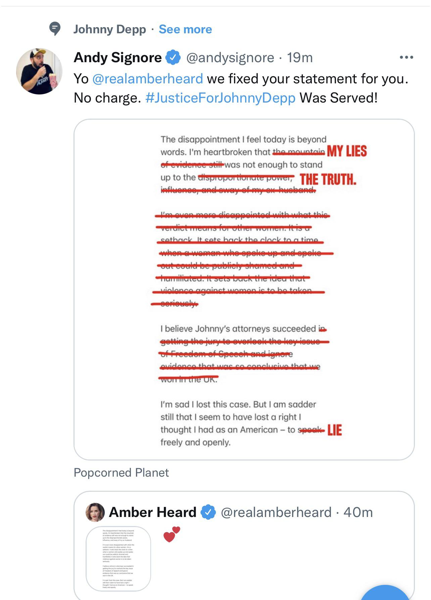 Johnny Depp · See more
Andy Signore @andysignore · 19m
Yo @realamberheard we fixed your statement for you.
No charge. #JusticeForJohnnyDepp Was Served!
The disappointment I feel today is beyond
words. I'm heartbroken that the mountain MY LIES
of evidence still was not enough to stand
up to the disproportionate power, THE TRUTH.
influence, and sway of my ex-husband.
I'm even more disappointed with what this
verdict means for other women. It is a
setback. It sets back the clock to a time
when a woman who spoke up and spoke
out could be publicly shamed and
humiliated. It sets back the idea that
violence against women is to be taken
seriously.
I believe Johnny's attorneys succeeded in
getting the jury to overlook the key issue
of Freedom of Speech and ignore
evidence that was so conclusive that we
won in the UK.
I'm sad I lost this case. But I am sadder
still that I seem to have lost a right I
thought I had as an American – to speak LIE
freely and openly.
Popcorned Planet
Amber Heard @realamberheard · 40m